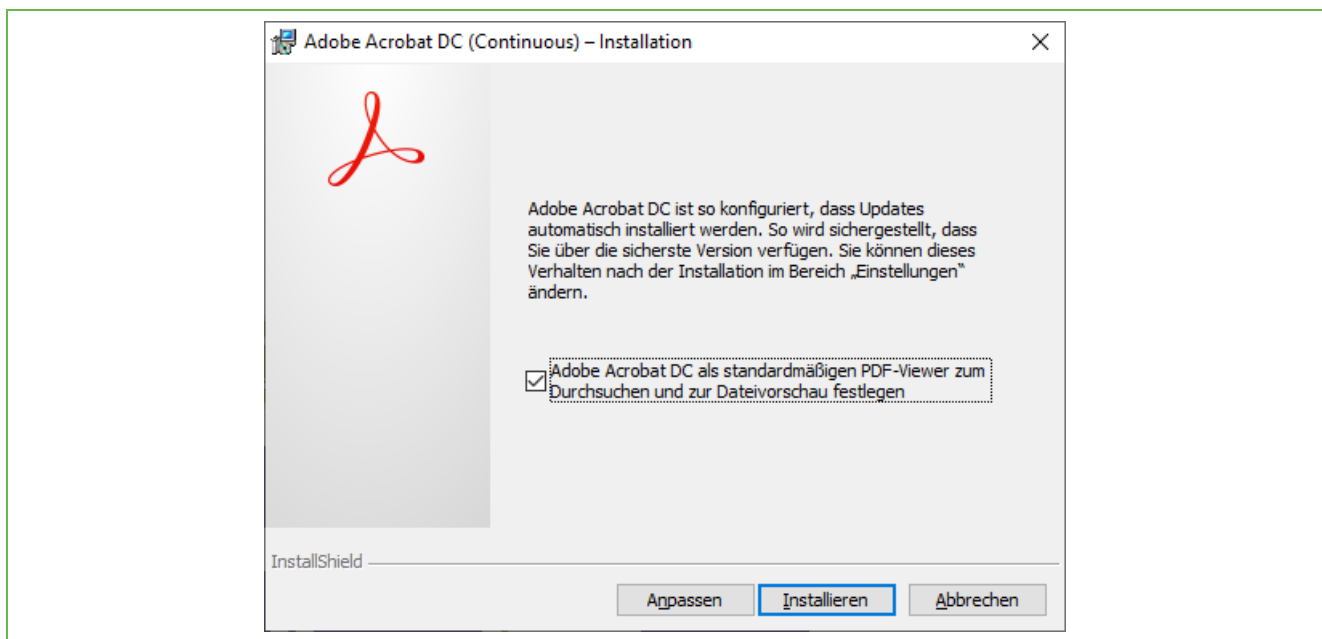 Adobe Acrobat DC (Continuous) – Installation
Adobe Acrobat DC ist so konfiguriert, dass Updates
automatisch installiert werden. So wird sichergestellt, dass
Sie über die sicherste Version verfügen. Sie können dieses
Verhalten nach der Installation im Bereich „Einstellungen“
ändern.
Adobe Acrobat DC als standardmäßigen PDF-Viewer zum
Durchsuchen und zur Dateivorschau festlegen
InstallShield
Anpassen Installieren Abbrechen